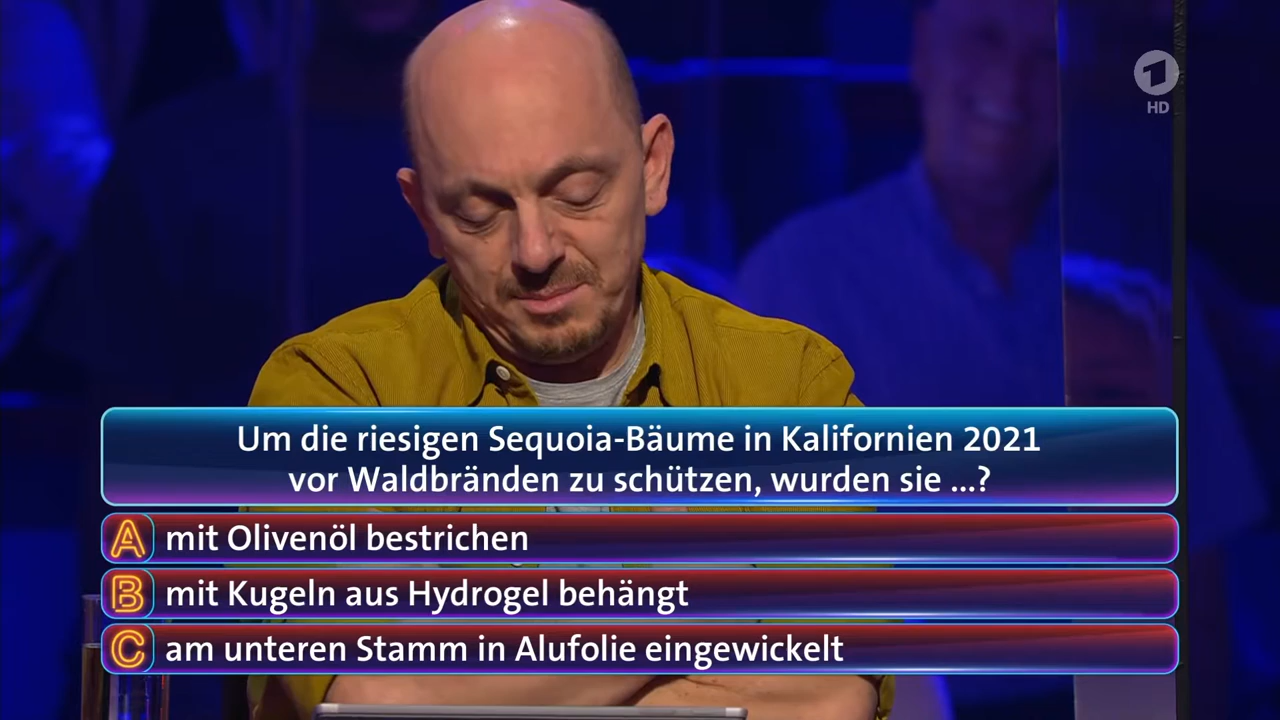 1
HD
Um die riesigen Sequoia-Bäume in Kalifornien 2021
vor Waldbränden zu schützen, wurden sie ...?
A mit Olivenöl bestrichen
B mit Kugeln aus Hydrogel behängt
C am unteren Stamm in Alufolie eingewickelt